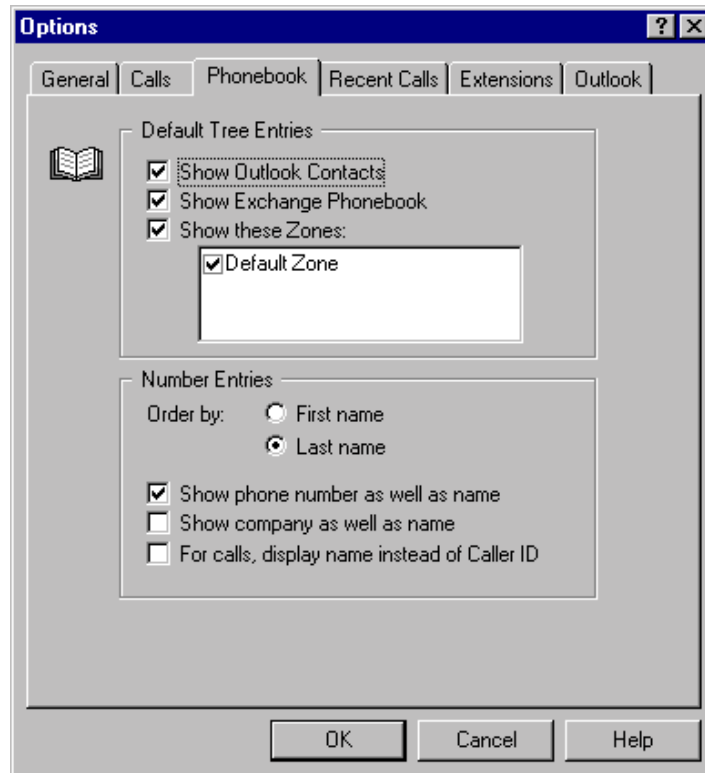 Options
General Calls Phonebook Recent Calls Extensions Outlook
Default Tree Entries
Show Outlook Contacts
Show Exchange Phonebook
Show these Zones:
Default Zone
Number Entries
Order by: First name
Last name
Show phone number as well as name
Show company as well as name
For calls, display name instead of Caller ID
OK Cancel Help